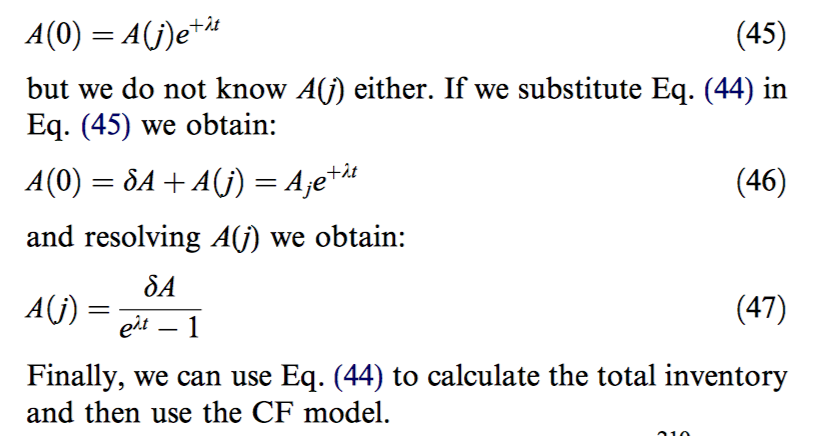 A(0) = A(j)e^{+λt} (45)
but we do not know A(j) either. If we substitute Eq. (44) in
Eq. (45) we obtain:
A(0) = δA + A(j) = A_j e^{+λt} (46)
and resolving A(j) we obtain:
A(j) = \frac{δA}{e^{λt} − 1} (47)
Finally, we can use Eq. (44) to calculate the total inventory
and then use the CF model.
210